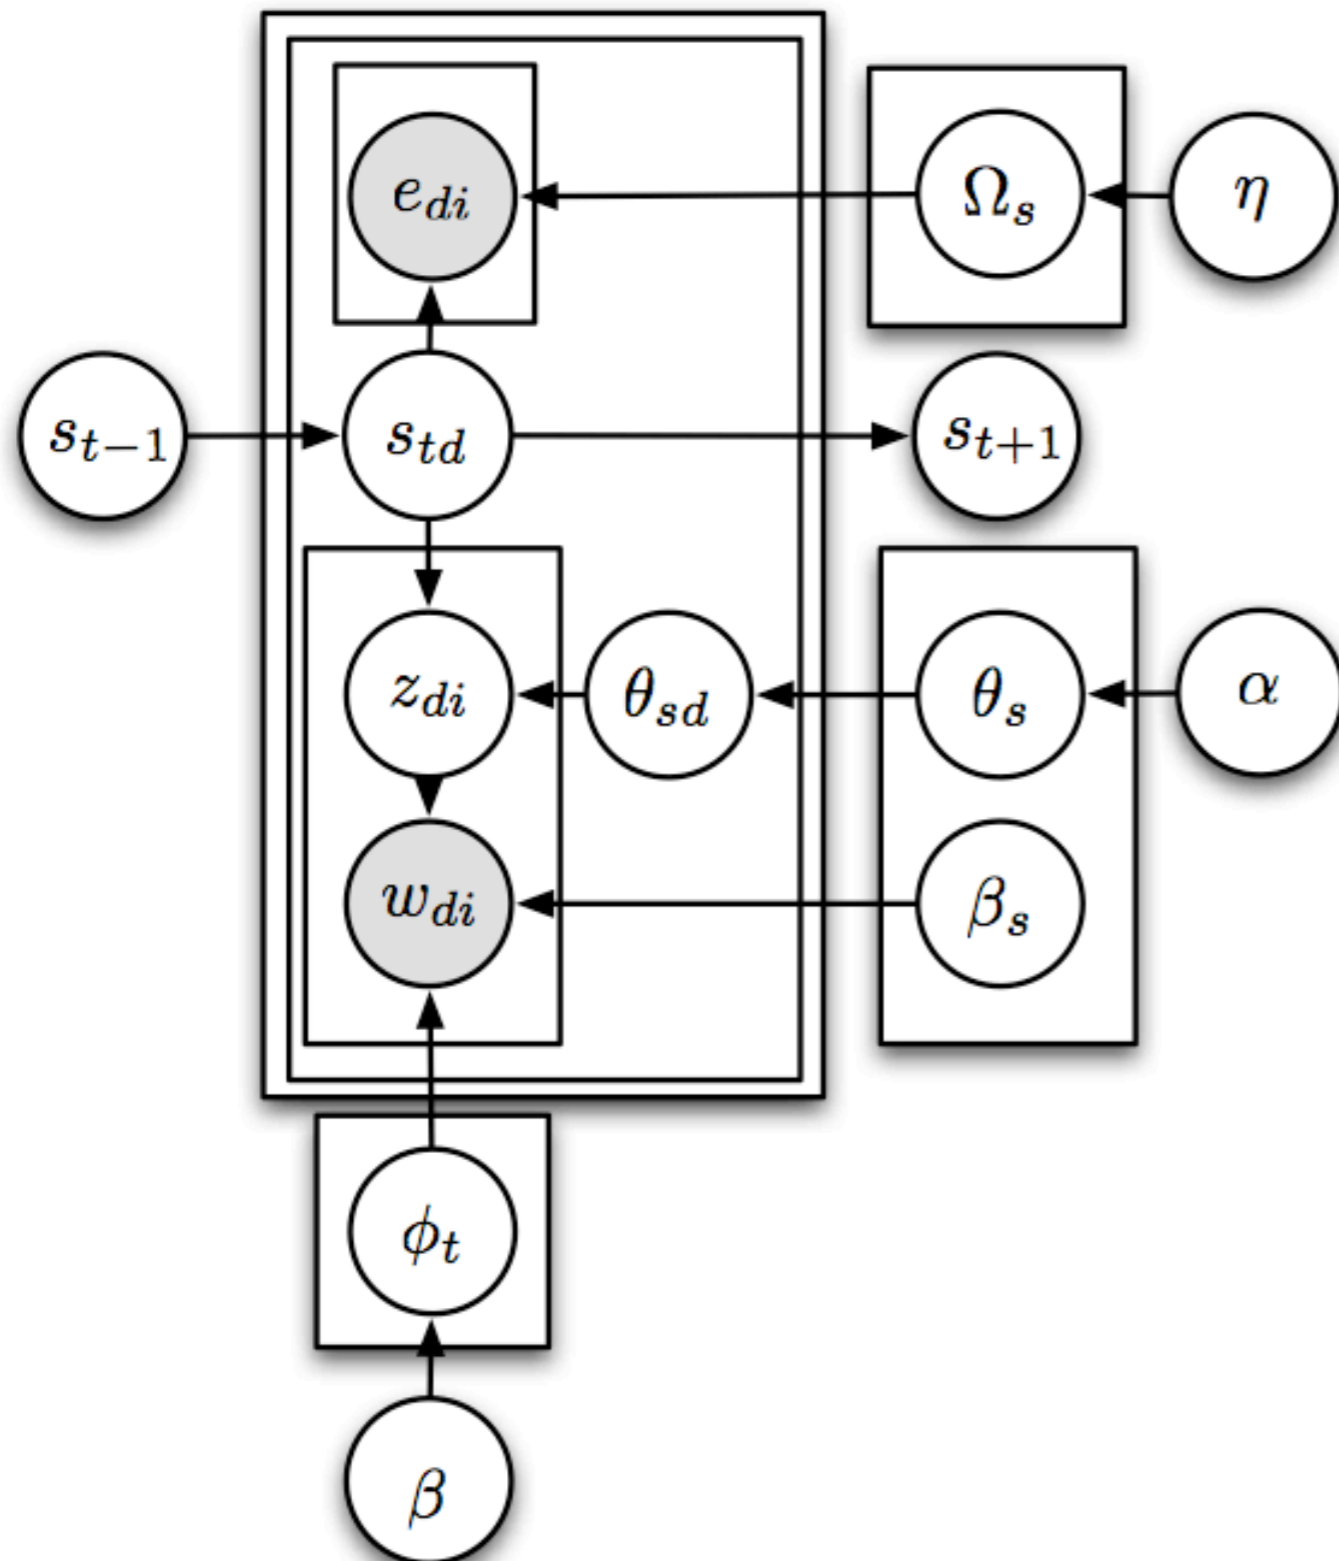 e_{di} Ω_s η
s_{t−1} s_{td} s_{t+1}
z_{di} θ_{sd} θ_s α
w_{di} β_s
ϕ_t
β